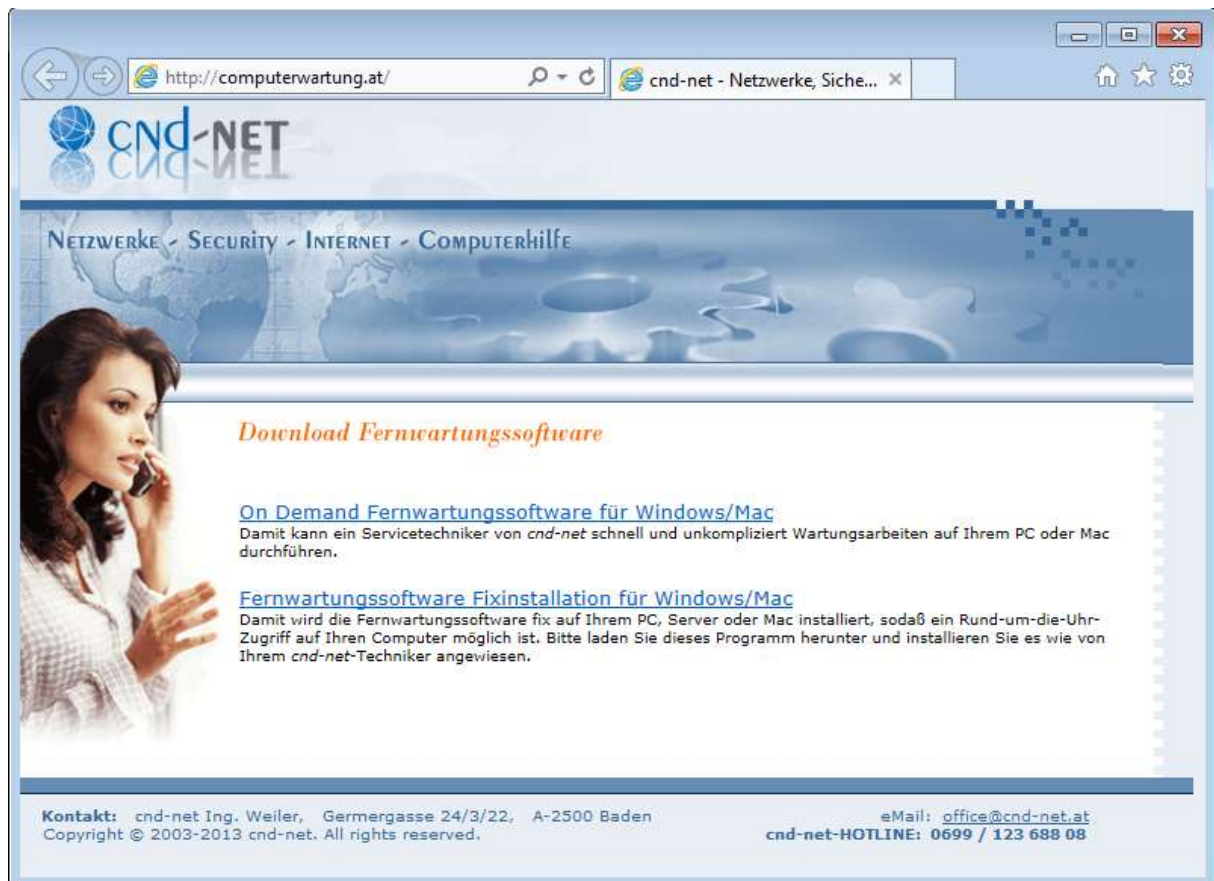 http://computerwartung.at/
cnd-net - Netzwerke, Siche...
cnd-NET
Netzwerke - Security - Internet - Computerhilfe
Download Fernwartungssoftware
On Demand Fernwartungssoftware für Windows/Mac
Damit kann ein Servicetechniker von cnd-net schnell und unkompliziert Wartungsarbeiten auf Ihrem PC oder Mac
durchführen.
Fernwartungssoftware Fixinstallation für Windows/Mac
Damit wird die Fernwartungssoftware fix auf Ihrem PC, Server oder Mac installiert, sodaß ein Rund-um-die-Uhr-
Zugriff auf Ihren Computer möglich ist. Bitte laden Sie dieses Programm herunter und installieren Sie es wie von
Ihrem cnd-net-Techniker angewiesen.
Kontakt: cnd-net Ing. Weiler, Germergasse 24/3/22, A-2500 Baden
eMail: office@cnd-net.at
Copyright © 2003-2013 cnd-net. All rights reserved.
cnd-net-HOTLINE: 0699 / 123 688 08